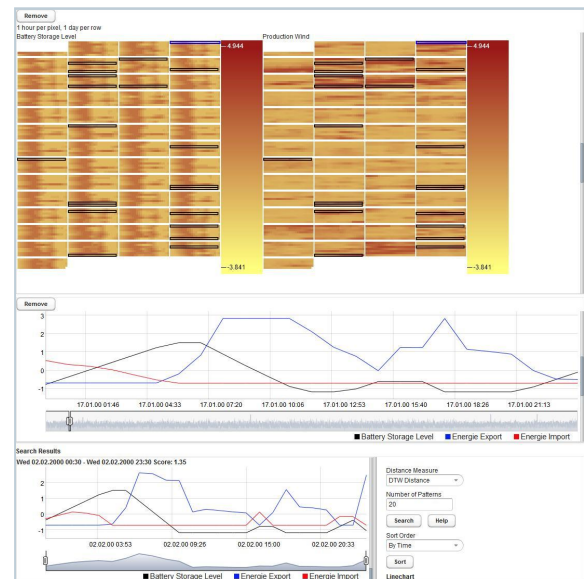 Remove
1 hour per pixel, 1 day per row
Battery Storage Level Production Wind
4.944 4.944
-3.841 -3.841
Remove
3
2
1
0
-1
17.01.00 01:46 17.01.00 04:33 17.01.00 07:20 17.01.00 10:06 17.01.00 12:53 17.01.00 15:40 17.01.00 18:26 17.01.00 21:13
Battery Storage Level Energie Export Energie Import
Search Results
Wed 02.02.2000 00:30 - Wed 02.02.2000 23:30 Score: 1.35
2
1
0
-1
02.02.00 03:53 02.02.00 09:26 02.02.00 15:00 02.02.00 20:33
Battery Storage Level Energie Export Energie Import
Distance Measure
DTW Distance
Number of Patterns
20
Search Help
Sort Order
By Time
Sort
Linechart